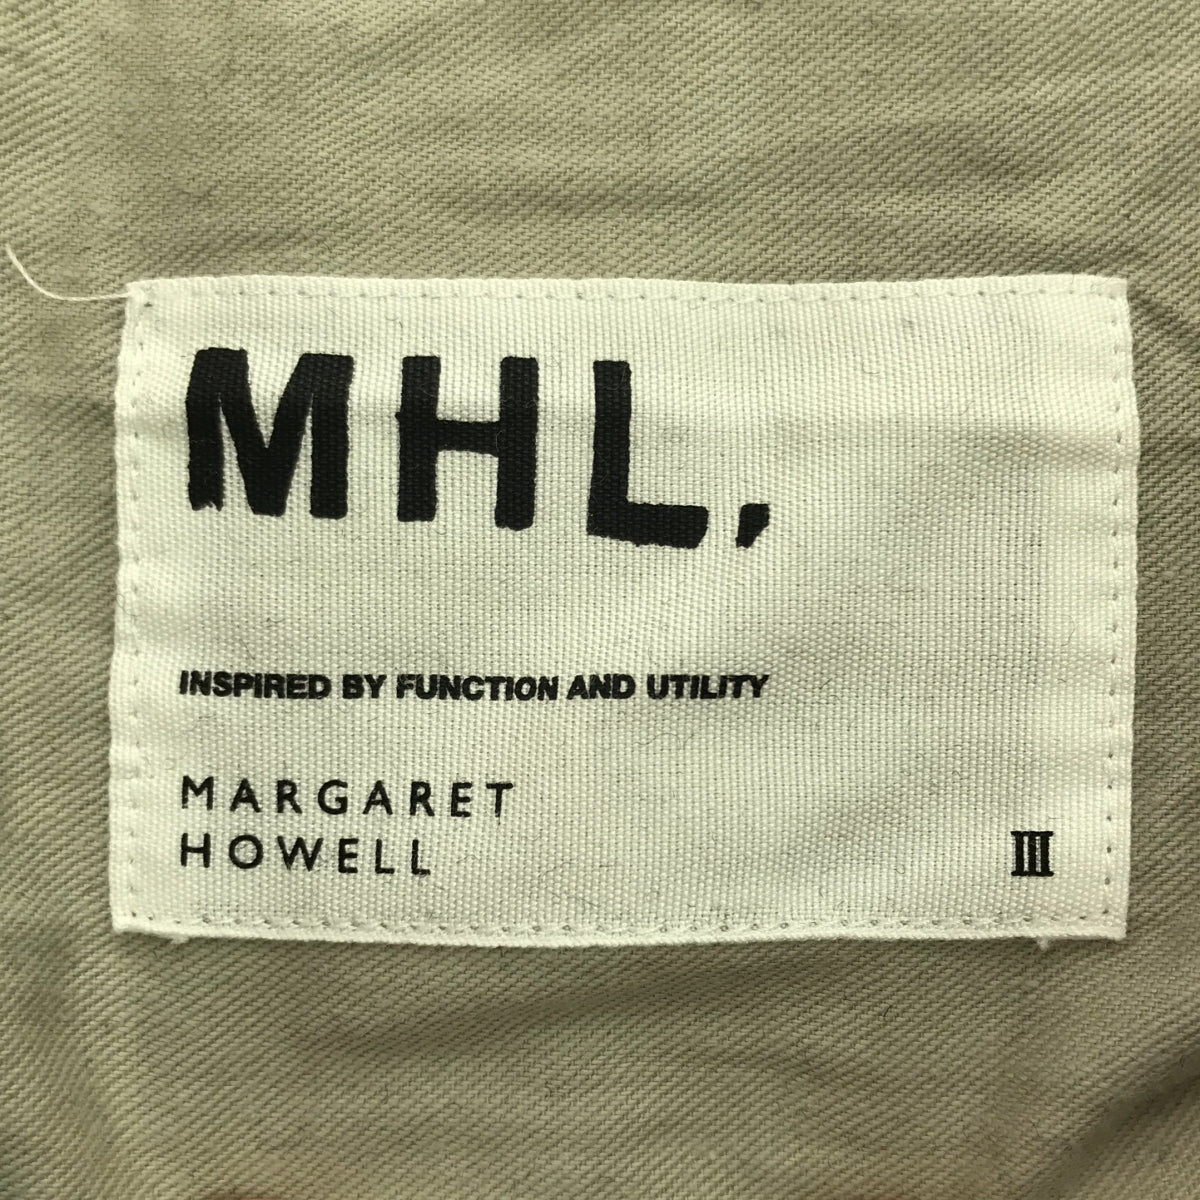 MHL.
INSPIRED BY FUNCTION AND UTILITY
MARGARET
HOWELL
III